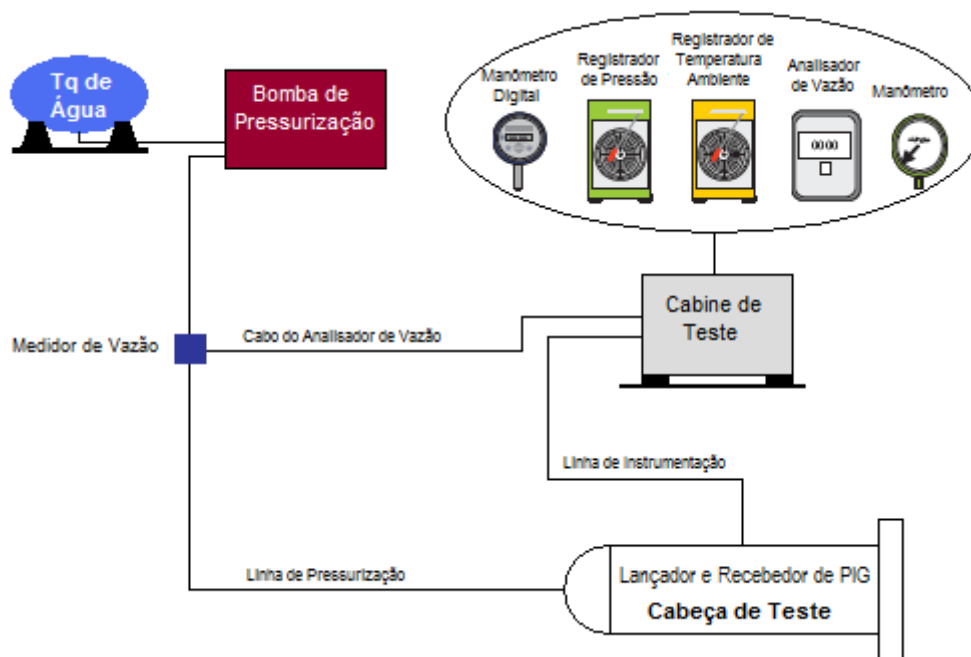 Tq de
Água
Bomba de
Pressurização
Manômetro
Digital
Registrador
de Pressão
Registrador de
Temperatura
Ambiente
Analisador
de Vazão
Manômetro
00 00
Cabine de
Teste
Medidor de Vazão
Cabo do Analisador de Vazão
Linha de Instrumentação
Linha de Pressurização
Lançador e Recebedor de PIG
Cabeça de Teste